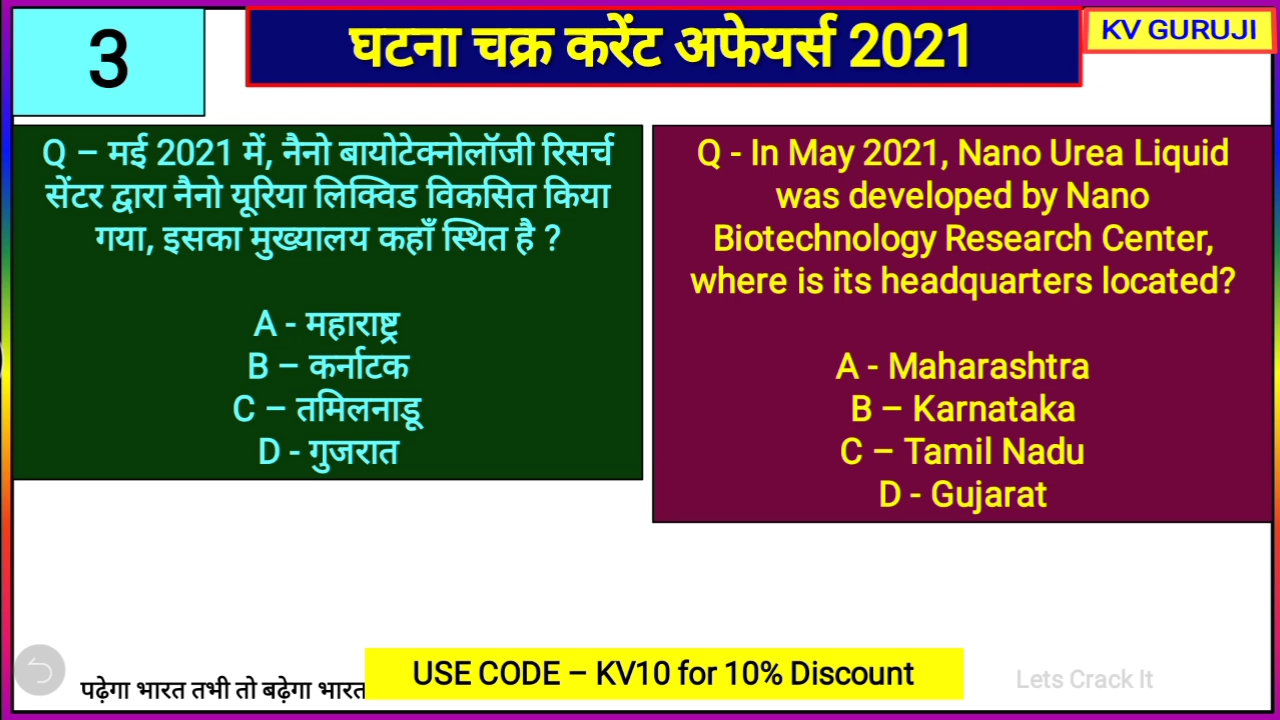 3
घटना चक्र करेंट अफेयर्स 2021
KV GURUJI
Q – मई 2021 में, नैनो बायोटेक्नोलॉजी रिसर्च
सेंटर द्वारा नैनो यूरिया लिक्विड विकसित किया
गया, इसका मुख्यालय कहाँ स्थित है ?
A - महाराष्ट्र
B – कर्नाटक
C – तमिलनाडू
D - गुजरात
Q - In May 2021, Nano Urea Liquid
was developed by Nano
Biotechnology Research Center,
where is its headquarters located?
A - Maharashtra
B – Karnataka
C – Tamil Nadu
D - Gujarat
पढ़ेगा भारत तभी तो बढ़ेगा भारत
USE CODE – KV10 for 10% Discount
Lets Crack It